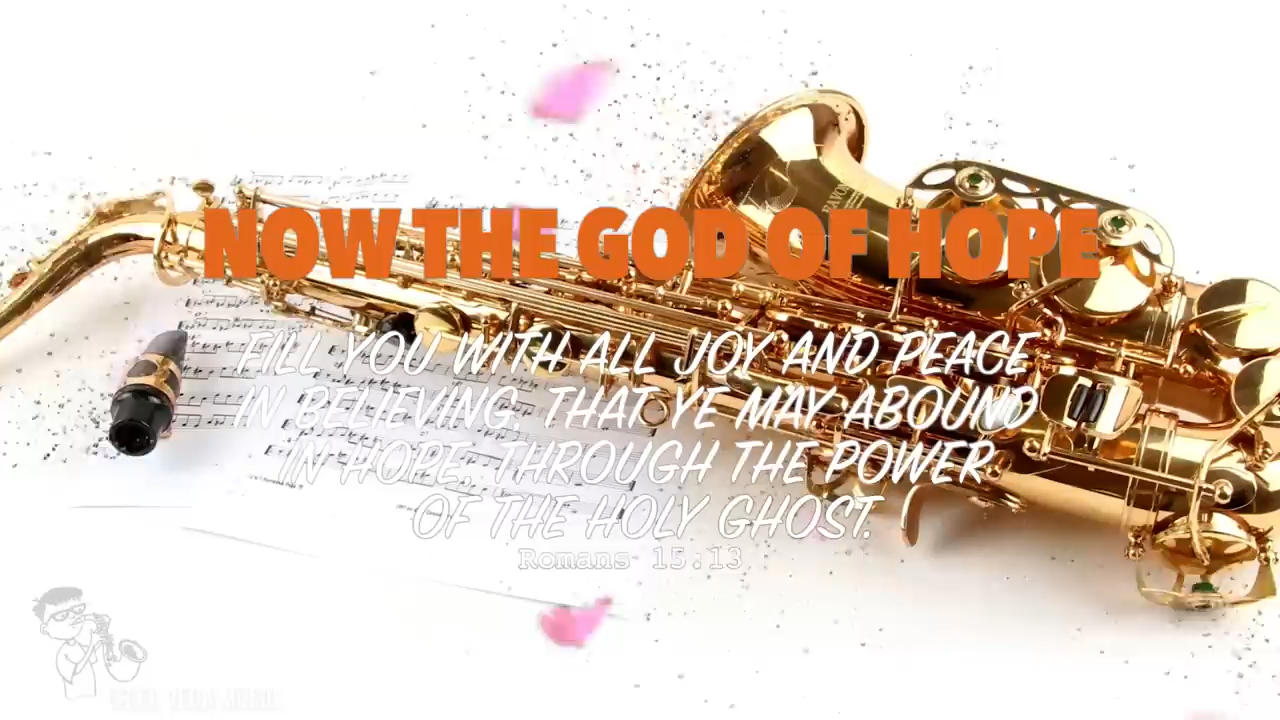 NOW THE GOD OF HOPE
FILL YOU WITH ALL JOY AND PEACE
IN BELIEVING, THAT YE MAY ABOUND
IN HOPE, THROUGH THE POWER
OF THE HOLY GHOST.
Romans 15:13